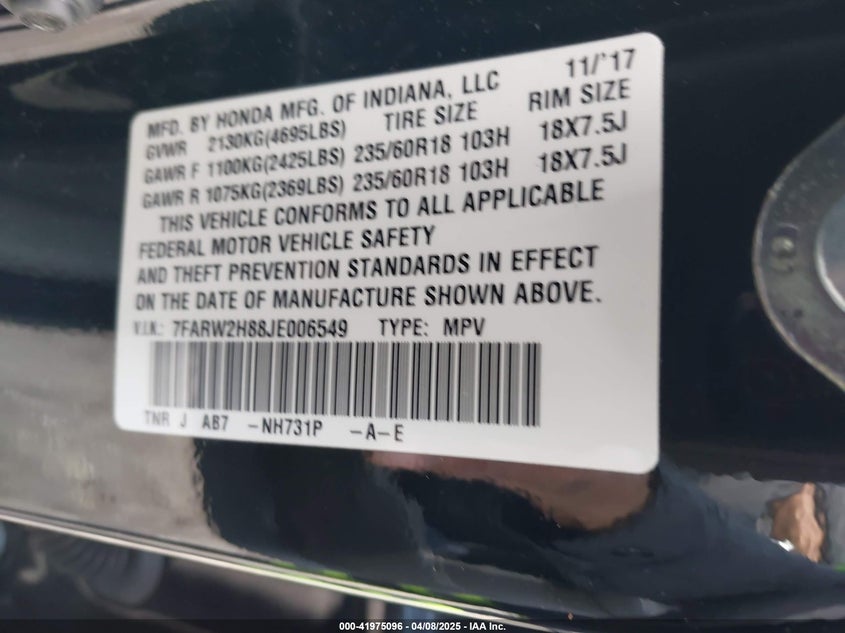 MFD. BY HONDA MFG. OF INDIANA, LLC 11/'17
GVWR 2130KG(4695LBS) TIRE SIZE RIM SIZE
GAWR F 1100KG(2425LBS) 235/60R18 103H 18X7.5J
GAWR R 1075KG(2369LBS) 235/60R18 103H 18X7.5J
THIS VEHICLE CONFORMS TO ALL APPLICABLE
FEDERAL MOTOR VEHICLE SAFETY
AND THEFT PREVENTION STANDARDS IN EFFECT
ON THE DATE OF MANUFACTURE SHOWN ABOVE.
V.I.N.: 7FARW2H88JE006549 TYPE: MPV
TNR J AB7 -NH731P -A-E
000-41975096 - 04/08/2025 - IAA Inc.